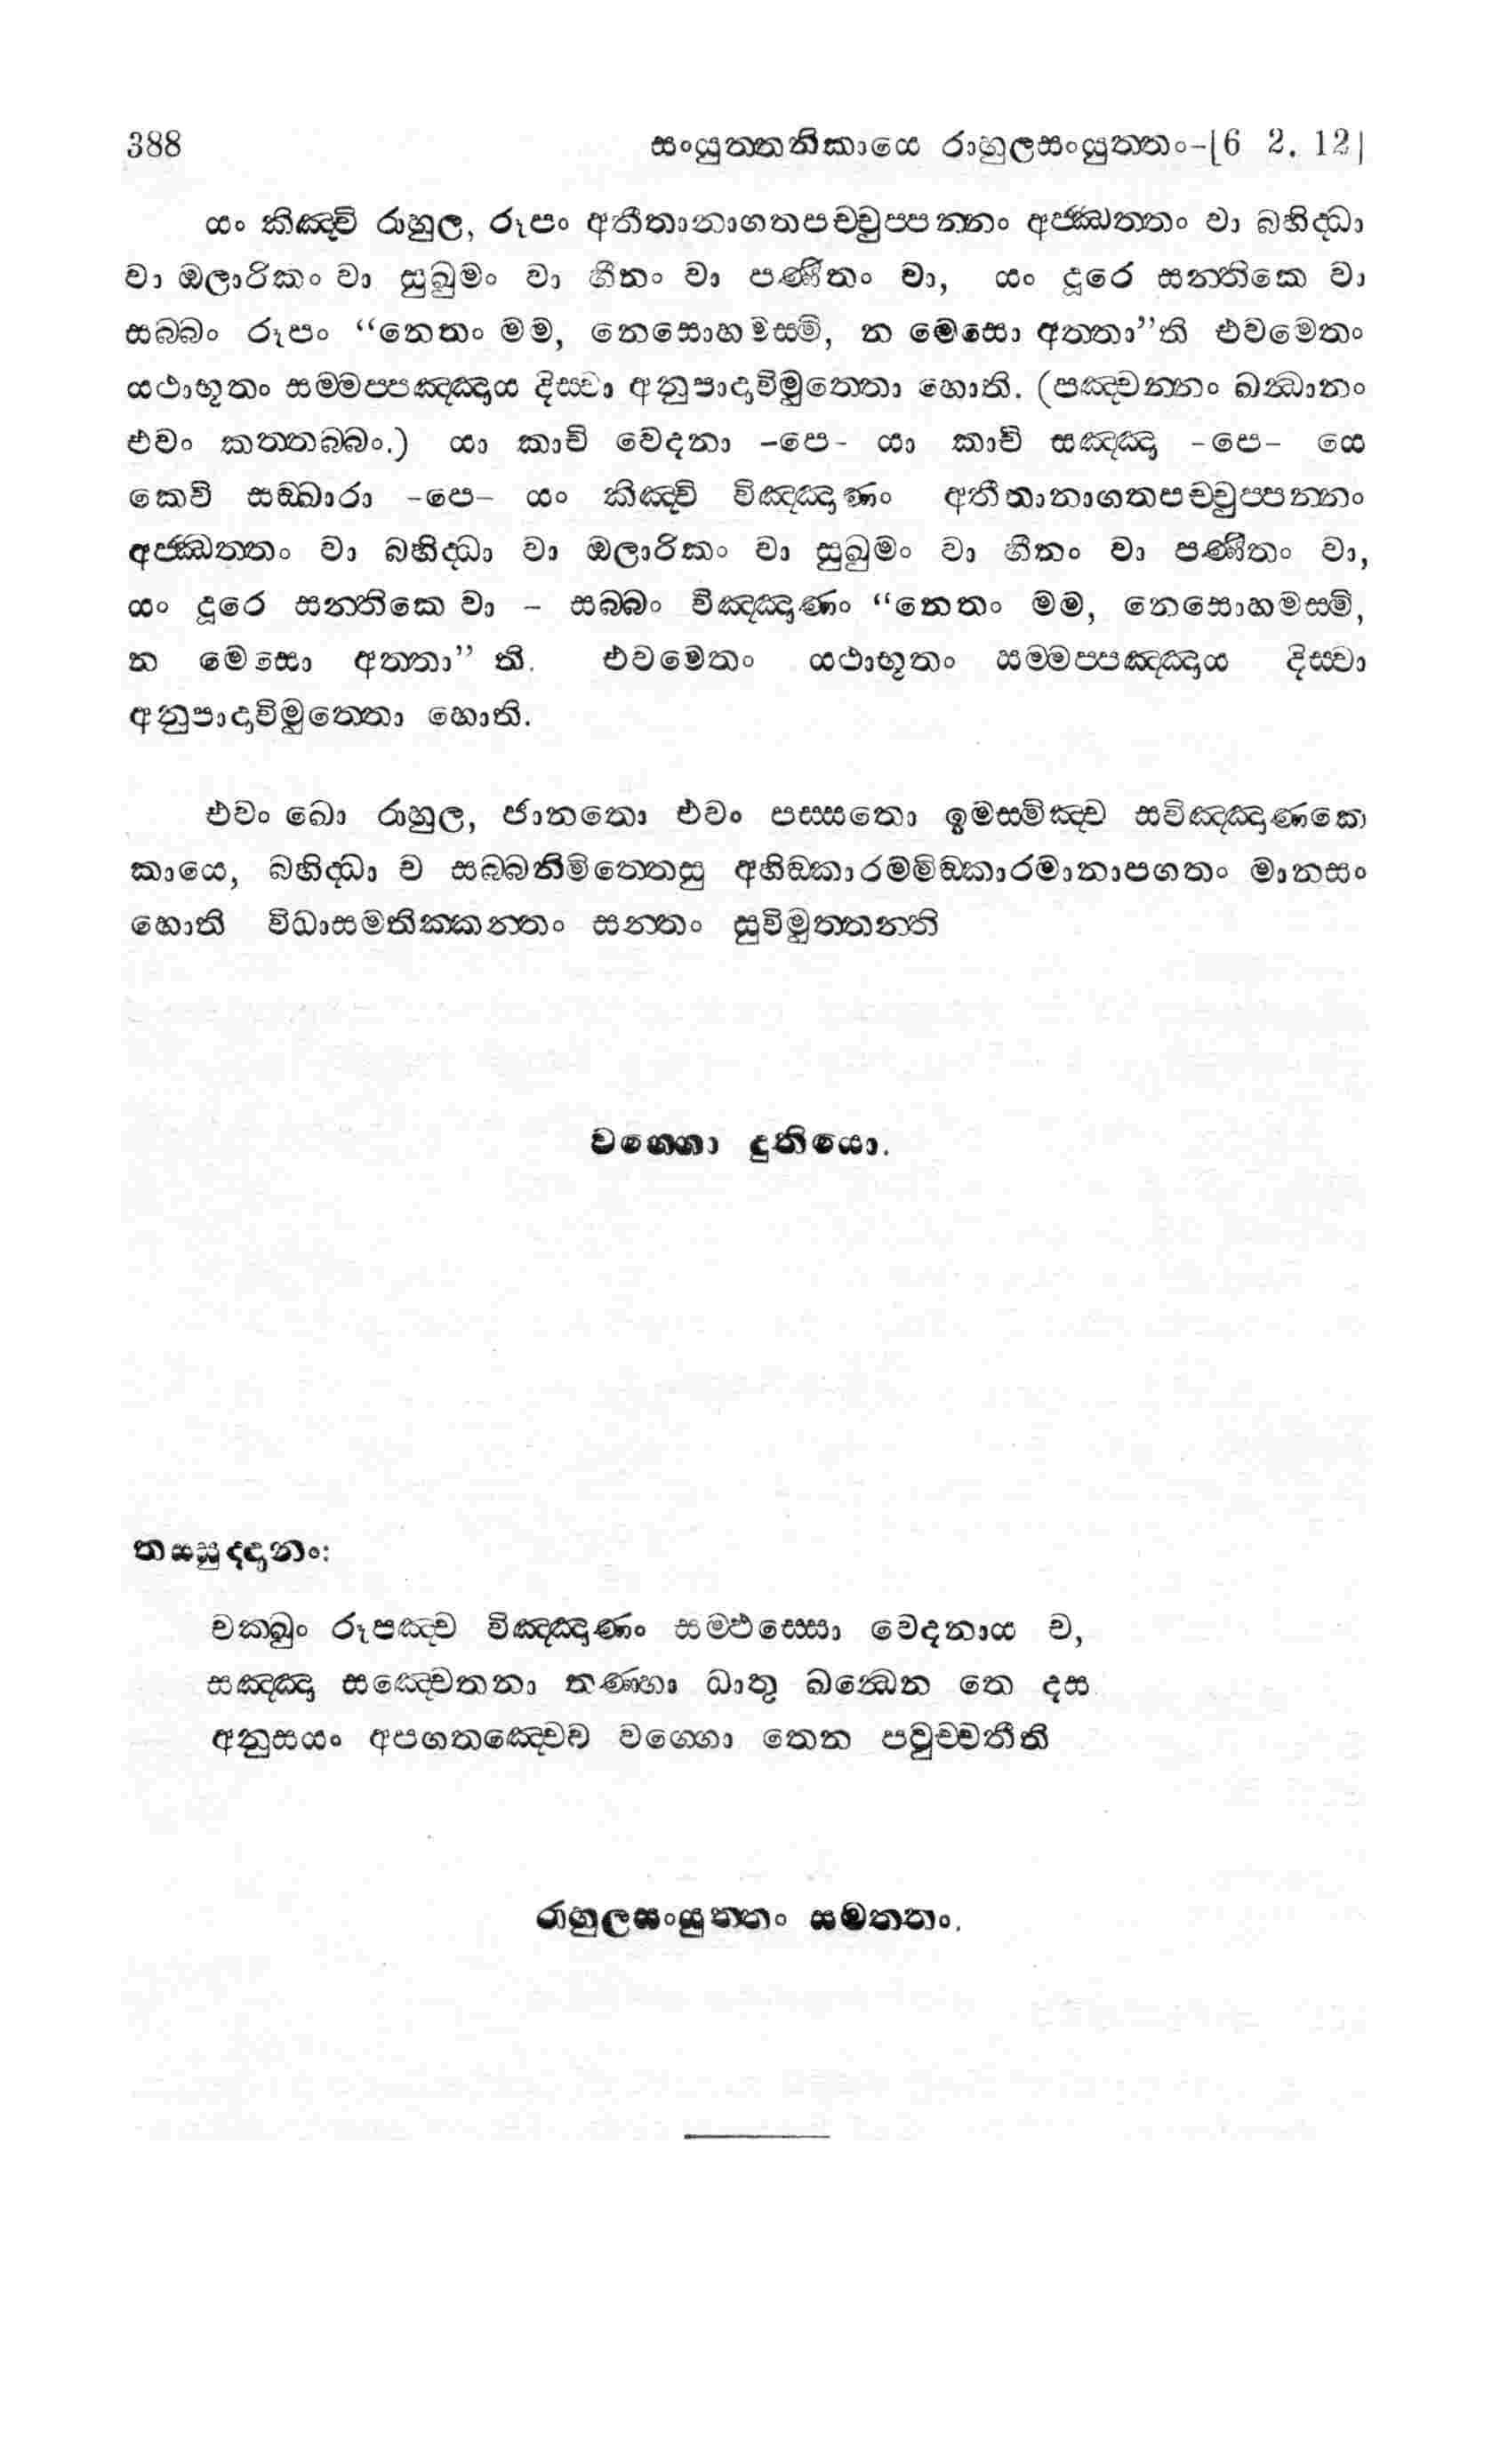 388 සංයුත්තනිකායෙ රාහුලසංයුත්තං-[6 2. 12]
යං කිඤ්චි රාහුල, රූපං අතීතානාගතපච්චුප්පන්නං අජ්ඣත්තං වා බහිද්ධා
වා ඔලාරිකං වා සුඛුමං වා හීනං වා පණීතං වා, යං දූරෙ සන්තිකෙ වා
සබ්බං රූපං “නෙතං මම, නෙසොහමස්මි, න මෙසො අත්තා”ති එවමෙතං
යථාභූතං සම්මප්පඤ්ඤාය දිස්වා අනුපාදාවිමුත්තො හොති. (පඤ්චන්නං ඛන්ධානං
එවං කත්තබ්බං.) යා කාචි වෙදනා -පෙ- යා කාචි සඤ්ඤා -පෙ- යෙ
කෙචි සඞ්ඛාරා -පෙ- යං කිඤ්චි විඤ්ඤාණං අතීතානාගතපච්චුප්පන්නං
අජ්ඣත්තං වා බහිද්ධා වා ඔලාරිකං වා සුඛුමං වා හීනං වා පණීතං වා,
යං දූරෙ සන්තිකෙ වා - සබ්බං විඤ්ඤාණං “නෙතං මම, නෙසොහමස්මි,
න මෙසො අත්තා” ති. එවමෙතං යථාභූතං සම්මප්පඤ්ඤාය දිස්වා
අනුපාදාවිමුත්තො හොති.
එවං ඛො රාහුල, ජානතො එවං පස්සතො ඉමස්මිඤ්ච සවිඤ්ඤාණකෙ
කායෙ, බහිද්ධා ච සබ්බනිමිත්තෙසු අහිඞ්කාරමමිඞ්කාරමානාපගතං මානසං
හොති විධාසමතික්කන්තං සන්තං සුවිමුත්තන්ති
වග්ගො දුතියො.
තස්සුද්දානං:
චක්ඛුං රූපඤ්ච විඤ්ඤාණං සම්ඵස්සො වෙදනාය ච,
සඤ්ඤා සඤ්චෙතනා තණ්හා ධාතු ඛන්ධෙන තෙ දස
අනුසයං අපගතඤ්චෙව වග්ගො තෙන පවුච්චතීති
රාහුලසංයුත්තං සමත්තං.